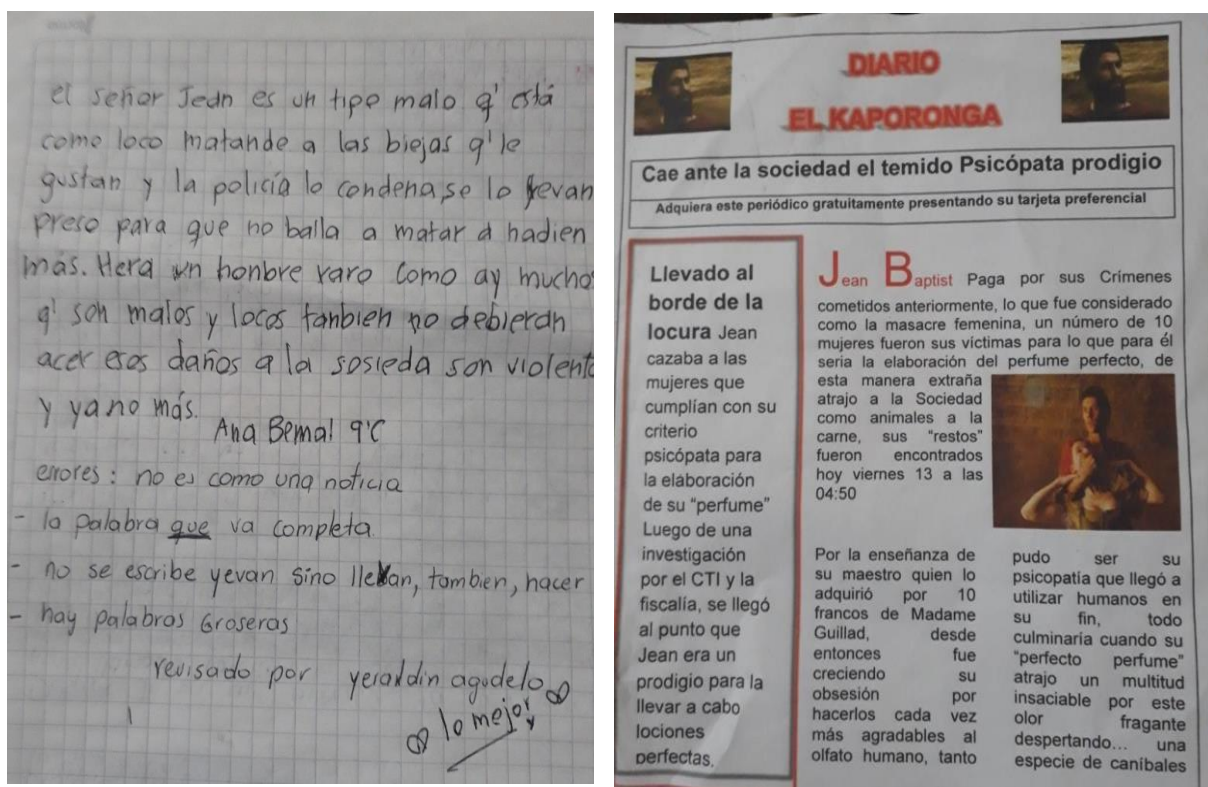 el señor Jean es un tipo malo q' está
como loco matando a las biejas q' le
gustan y la policía lo condena se lo yevan
preso para que no balla a matar a nadien
más. Hera un honbre raro como ay mucho
q' son malos y locos tanbien no debieran
acer esos daños a la sosieda son violento
y ya no más.
Ana Bernal 9°C
errores: no es como una noticia
- la palabra que va completa.
- no se escribe yevan sino llevan, tambien, hacer
- hay palabras Groseras
revisado por yeraldin agudelo
lo mejor
DIARIO
EL KAPORONGA
Cae ante la sociedad el temido Psicópata prodigio
Adquiera este periódico gratuitamente presentando su tarjeta preferencial
Llevado al
borde de la
locura Jean
cazaba a las
mujeres que
cumplían con su
criterio
psicópata para
la elaboración
de su "perfume"
Luego de una
investigación
por el CTI y la
fiscalía, se llegó
al punto que
Jean era un
prodigio para la
llevar a cabo
lociones
perfectas.
Jean Baptist Paga por sus Crímenes
cometidos anteriormente, lo que fue considerado
como la masacre femenina, un número de 10
mujeres fueron sus victimas para lo que para él
seria la elaboración del perfume perfecto, de
esta manera extraña
atrajo a la Sociedad
como animales a la
carne, sus "restos"
fueron encontrados
hoy viernes 13 a las
04:50
Por la enseñanza de
su maestro quien lo
adquirió por 10
francos de Madame
Guillad, desde
entonces fue
creciendo su
obsesión por
hacerlos cada vez
más agradables al
olfato humano, tanto
pudo ser su
psicopatía que llegó a
utilizar humanos en
su fin, todo
culminaría cuando su
"perfecto perfume"
atrajo un multitud
insaciable por este
olor fragante
despertando... una
especie de caníbales